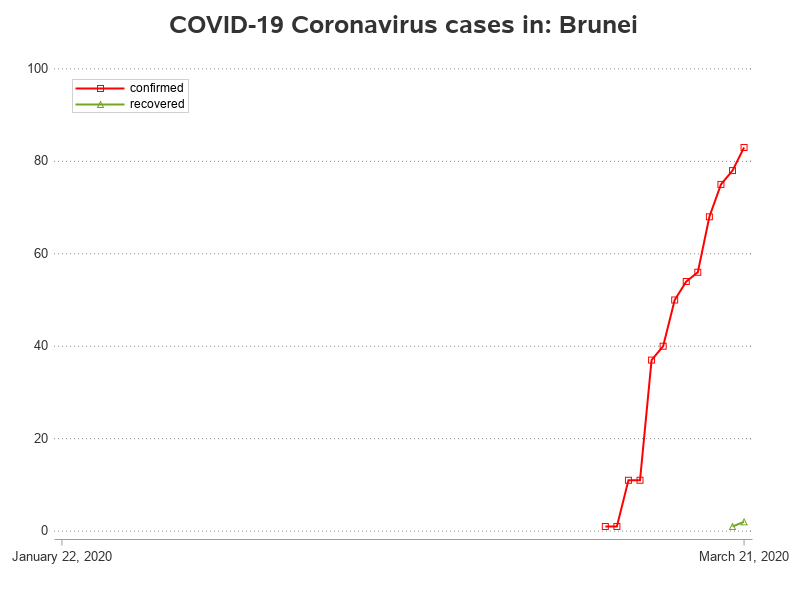 COVID-19 Coronavirus cases in: Brunei
100
confirmed
recovered
80
60
40
20
0
January 22, 2020
March 21, 2020